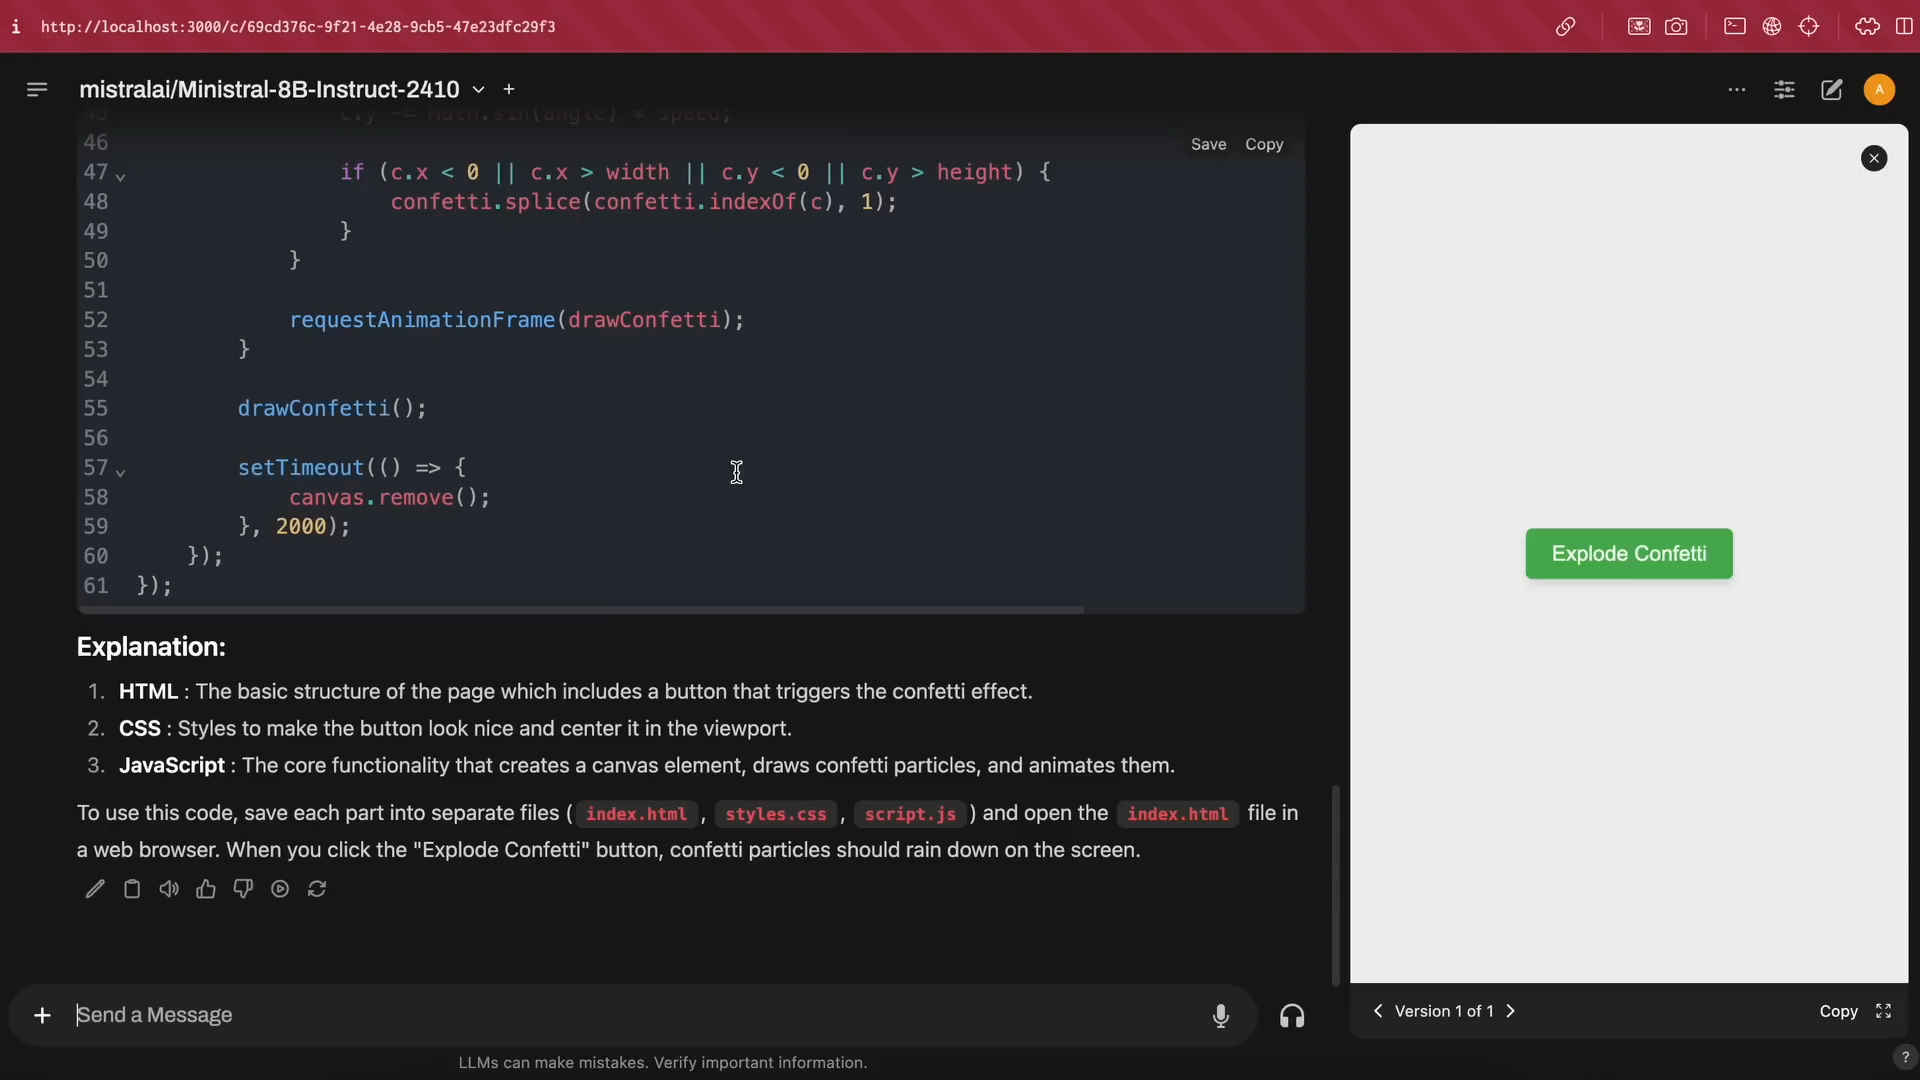 http://localhost:3000/c/69cd376c-9f21-4e28-9cb5-47e23dfc29f3
mistralai/Ministral-8B-Instruct-2410
A
45 c.y -= Math.sin(angle) * speed;
Save Copy
46
47 if (c.x < 0 || c.x > width || c.y < 0 || c.y > height) {
48 confetti.splice(confetti.indexOf(c), 1);
49 }
50 }
51
52 requestAnimationFrame(drawConfetti);
53 }
54
55 drawConfetti();
56
57 setTimeout(() => {
58 canvas.remove();
59 }, 2000);
60 });
61 });
Explanation:
1. HTML : The basic structure of the page which includes a button that triggers the confetti effect.
2. CSS : Styles to make the button look nice and center it in the viewport.
3. JavaScript : The core functionality that creates a canvas element, draws confetti particles, and animates them.
To use this code, save each part into separate files ( index.html , styles.css , script.js ) and open the index.html file in
a web browser. When you click the "Explode Confetti" button, confetti particles should rain down on the screen.
Send a Message
LLMs can make mistakes. Verify important information.
Explode Confetti
Version 1 of 1
Copy
?